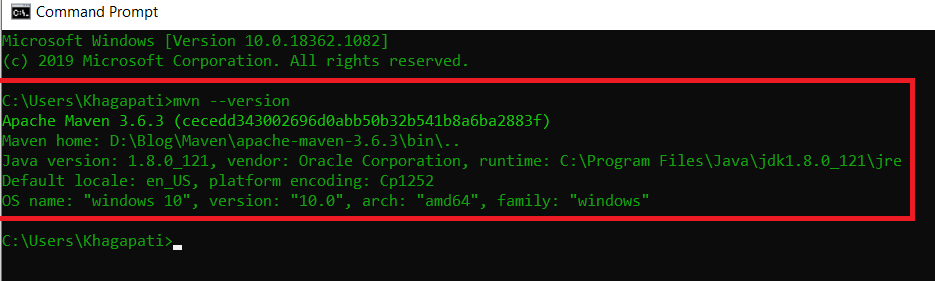 Command Prompt
Microsoft Windows [Version 10.0.18362.1082]
(c) 2019 Microsoft Corporation. All rights reserved.
C:\Users\Khagapati>mvn --version
Apache Maven 3.6.3 (cecedd343002696d0abb50b32b541b8a6ba2883f)
Maven home: D:\Blog\Maven\apache-maven-3.6.3\bin\..
Java version: 1.8.0_121, vendor: Oracle Corporation, runtime: C:\Program Files\Java\jdk1.8.0_121\jre
Default locale: en_US, platform encoding: Cp1252
OS name: "windows 10", version: "10.0", arch: "amd64", family: "windows"
C:\Users\Khagapati>